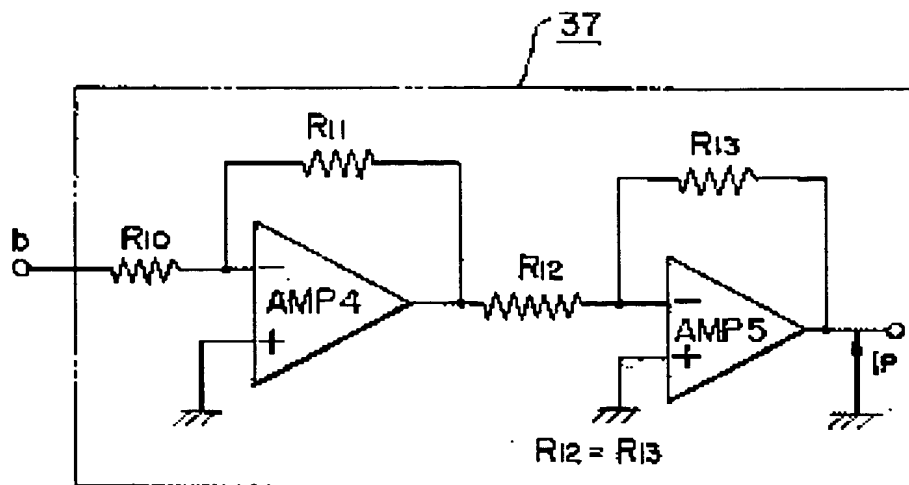 37
R11
R13
b
R10
R12
AMP4
AMP5
−
+
−
+
IP
R12 = R13